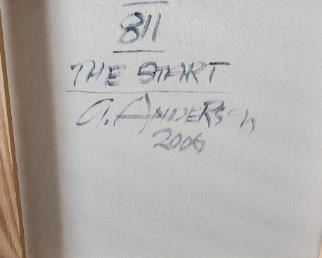 811
THE START
A. ANDERSON
2006